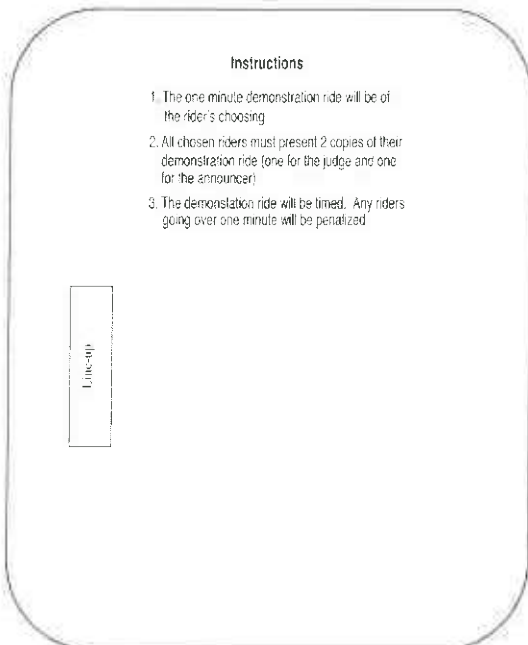 Instructions
1. The one minute demonstration ride will be of
the rider's choosing
2. All chosen riders must present 2 copies of their
demonstration ride (one for the judge and one
for the announcer)
3. The demonstation ride will be timed. Any riders
going over one minute will be penalized
Line-up